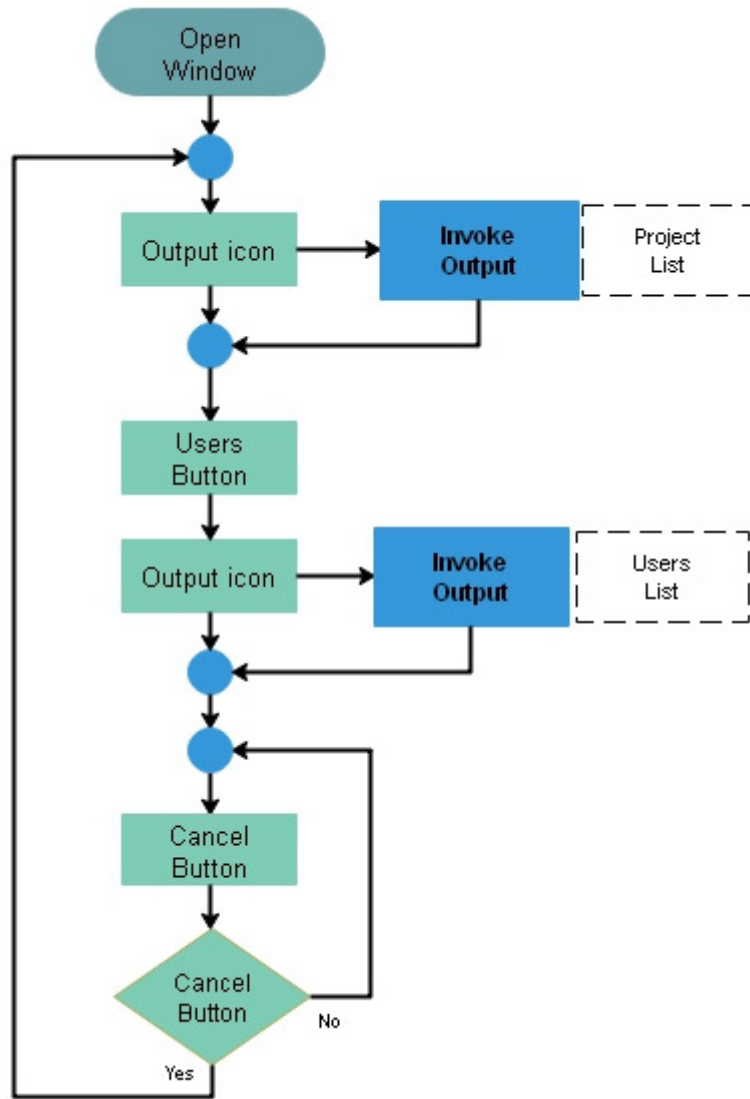 Open
Window
Output icon
Invoke
Output
Project
List
Users
Button
Output icon
Invoke
Output
Users
List
Cancel
Button
Cancel
Button
No
Yes